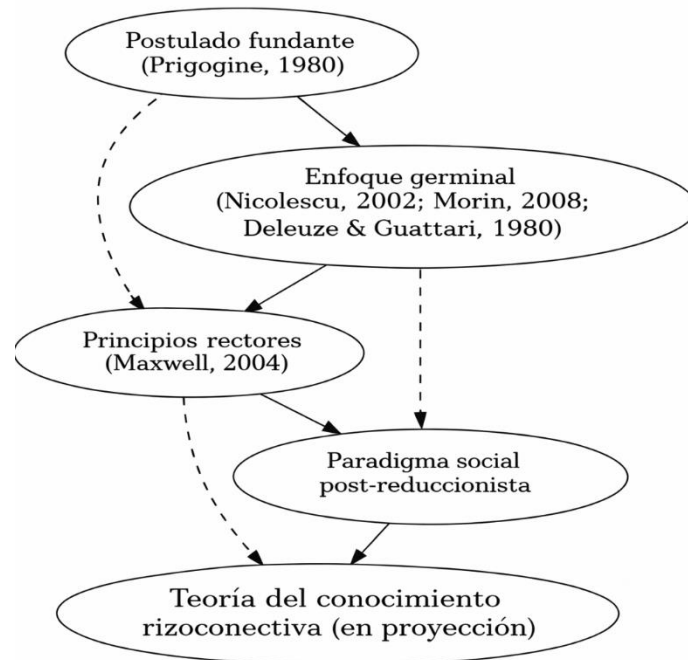 Postulado fundante
(Prigogine, 1980)
Enfoque germinal
(Nicolescu, 2002; Morin, 2008;
Deleuze & Guattari, 1980)
Principios rectores
(Maxwell, 2004)
Paradigma social
post-reduccionista
Teoría del conocimiento
rizoconectiva (en proyección)